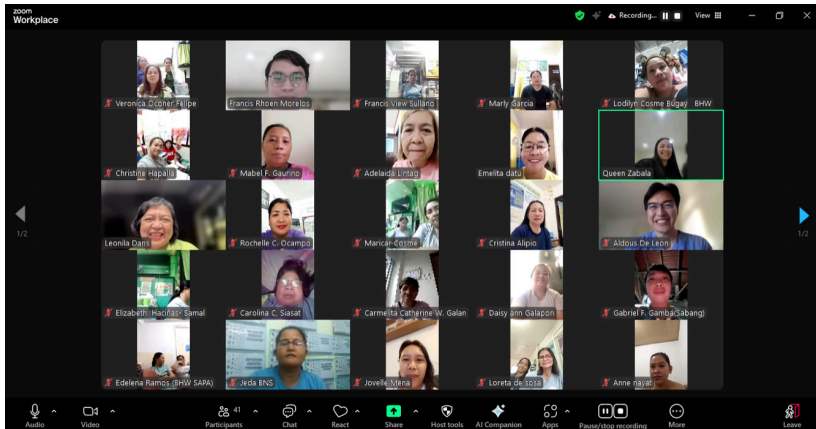 zoom
Workplace
Recording...
View
Veronica Oconer Felipe
Francis Rhoen Morelos
Francis View Sullano
Marly Garcia
Lodilyn Cosme Bugay BHW
Christine Hapalla
Mabel F. Gaurino
Adelaida Lintag
Emelita datu
Queen Zabala
Leonila Daris
Rochelle C. Ocampo
Maricar Cosme
Cristina Alipio
Aldous De Leon
1/2
1/2
Elizabeth Hacinas- Samal
Carolina C, Siasat
Carmelita Catherine W. Galan
Daisy ann Galapon
Gabriel F. Gamba(Sabang)
Edelena Ramos (BHW SAPA)
Jeda BNS
Jovelle Mena
Loreta de sosa
Anne nayat
Audio
Video
41
Participants
Chat
React
Share
Host tools
AI Companion
Apps
Pause/stop recording
More
Leave